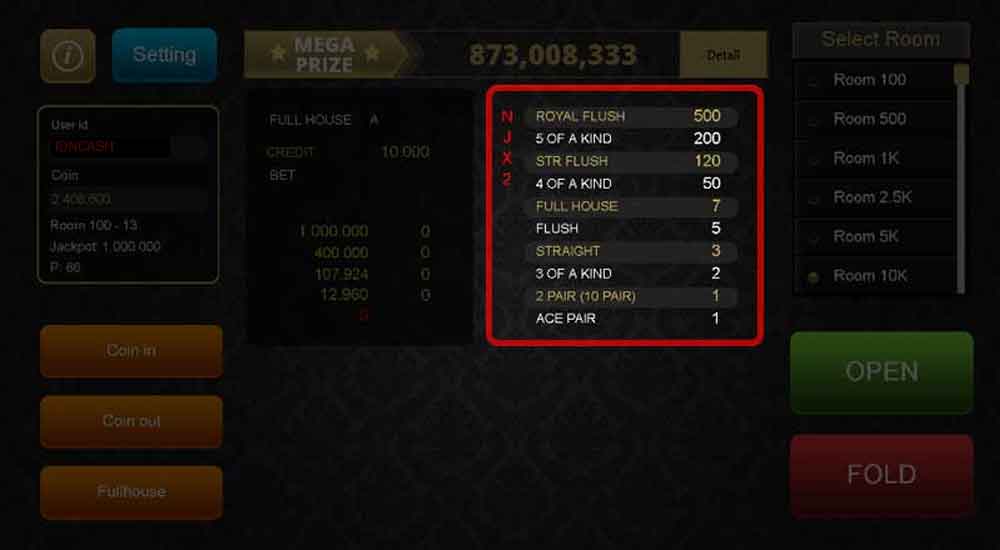 i
Setting
MEGA
PRIZE
873,008,333
Detail
Select Room
User Id
IDNCASH
Coin
2.408.600
Room 100 - 13
Jackpot: 1.000.000
P: 66
FULL HOUSE A
CREDIT 10.000
BET
1.000.000 0
400.000 0
107.924 0
12.960 0
N
J
X
2
ROYAL FLUSH 500
5 OF A KIND 200
STR FLUSH 120
4 OF A KIND 50
FULL HOUSE 7
FLUSH 5
STRAIGHT 3
3 OF A KIND 2
2 PAIR (10 PAIR) 1
ACE PAIR 1
Room 100
Room 500
Room 1K
Room 2.5K
Room 5K
Room 10K
Coin in
Coin out
Fullhouse
OPEN
FOLD